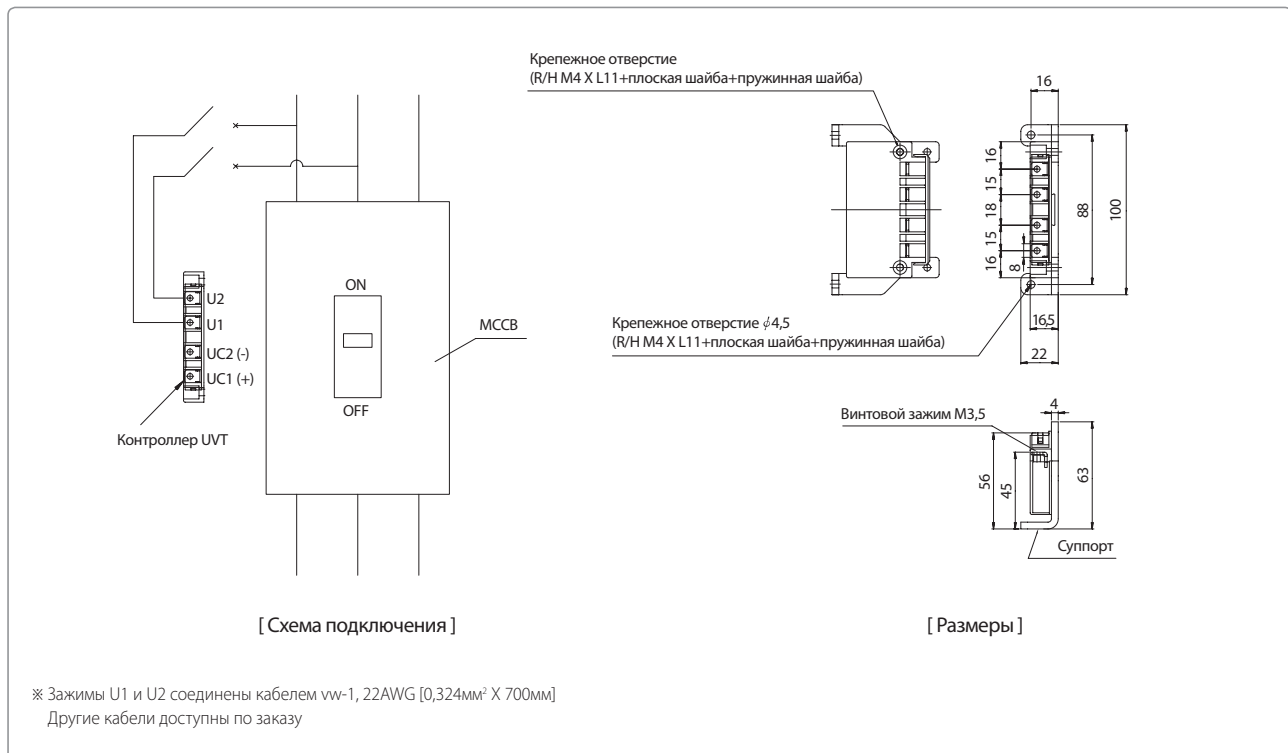 Крепежное отверстие
(R/H M4 X L11+плоская шайба+пружинная шайба)
16
16
15
18
15
16
8
88
100
16,5
22
Крепежное отверстие ϕ4,5
(R/H M4 X L11+плоская шайба+пружинная шайба)
ON
OFF
MCCB
U2
U1
UC2 (-)
UC1 (+)
Контроллер UVT
Винтовой зажим М3,5
4
56
45
63
Суппорт
[ Схема подключения ]
[ Размеры ]
※ Зажимы U1 и U2 соединены кабелем vw-1, 22AWG [0,324мм² X 700мм]
Другие кабели доступны по заказу